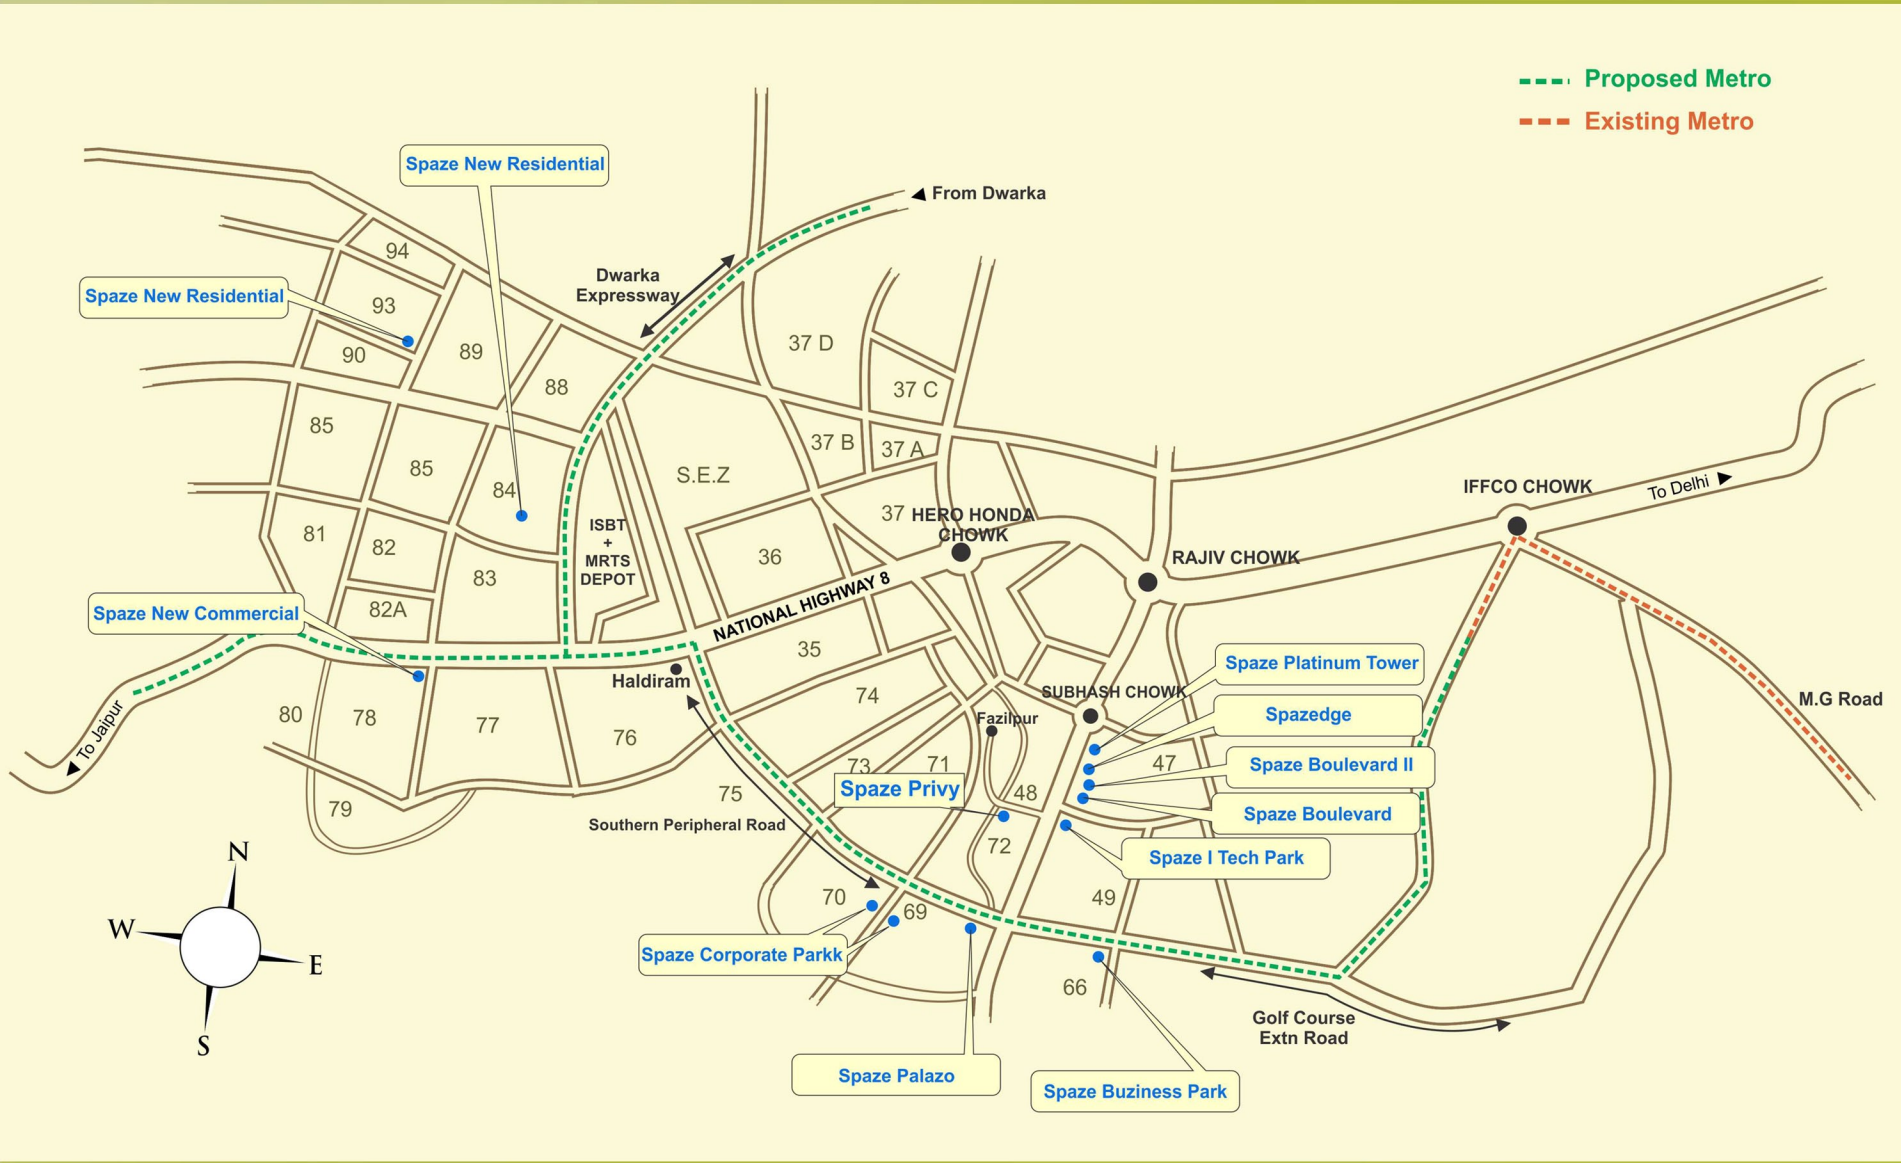 Proposed Metro
Existing Metro
Spaze New Residential
From Dwarka
94
Dwarka
Expressway
Spaze New Residential
93
37 D
90
89
88
37 C
85
37 B
37 A
85
S.E.Z
84
IFFCO CHOWK
To Delhi
37
HERO HONDA
CHOWK
ISBT
+
MRTS
DEPOT
81
82
36
RAJIV CHOWK
83
NATIONAL HIGHWAY 8
82A
Spaze New Commercial
35
Spaze Platinum Tower
Haldiram
74
SUBHASH CHOWK
M.G Road
80
78
77
76
Fazilpur
Spazedge
To Jaipur
73
71
47
Spaze Boulevard II
Spaze Privy
75
48
79
Southern Peripheral Road
Spaze Boulevard
72
Spaze I Tech Park
N
70
69
49
W
E
S
Spaze Corporate Parkk
66
Golf Course
Extn Road
Spaze Palazo
Spaze Buziness Park